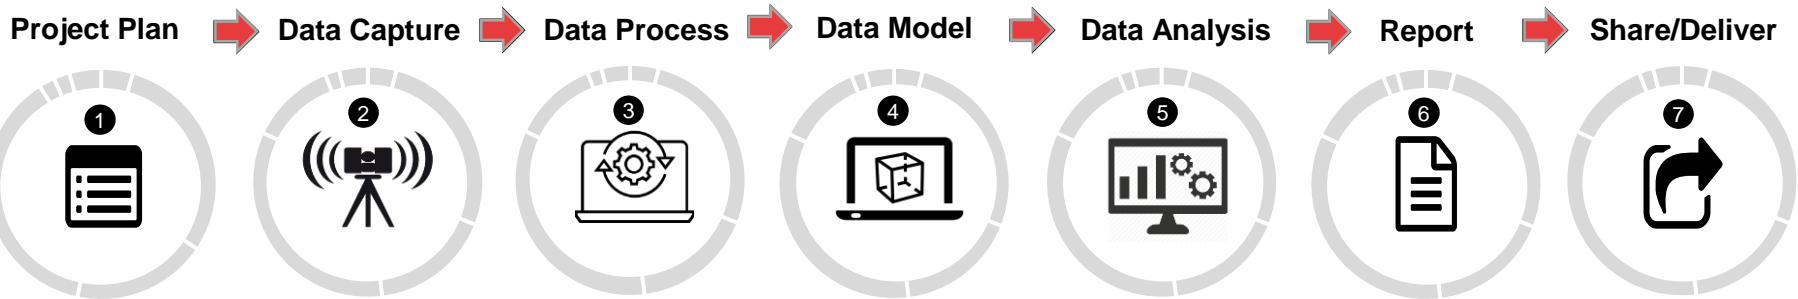 Project Plan Data Capture Data Process Data Model Data Analysis Report Share/Deliver
1 2 3 4 5 6 7